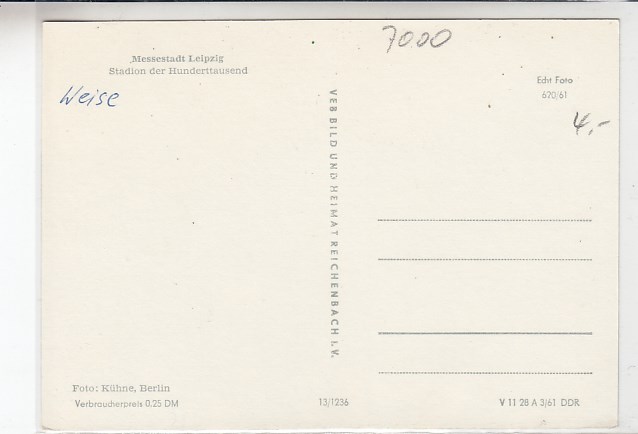 7000
Messestadt Leipzig
Stadion der Hunderttausend
Weise
Echt Foto
620/61
4,-
VEB BILD UND HEIMAT REICHENBACH I. V.
Foto: Kühne, Berlin
Verbraucherpreis 0,25 DM
13/1236
V 11 28 A 3/61 DDR